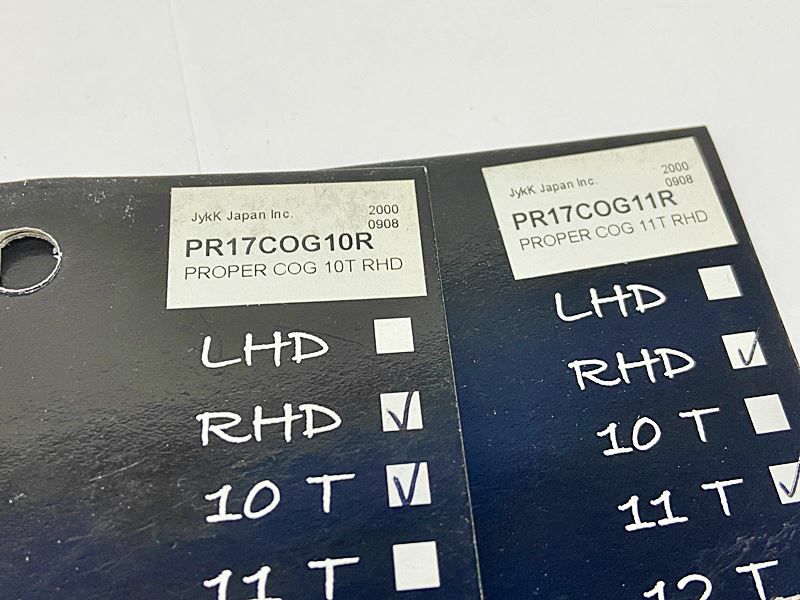 JykK Japan Inc.
2000
0908
PR17COG10R
PROPER COG 10T RHD
LHD
RHD
10 T
11 T
JykK Japan Inc.
2000
0908
PR17COG11R
PROPER COG 11T RHD
LHD
RHD
10 T
11 T
12 T